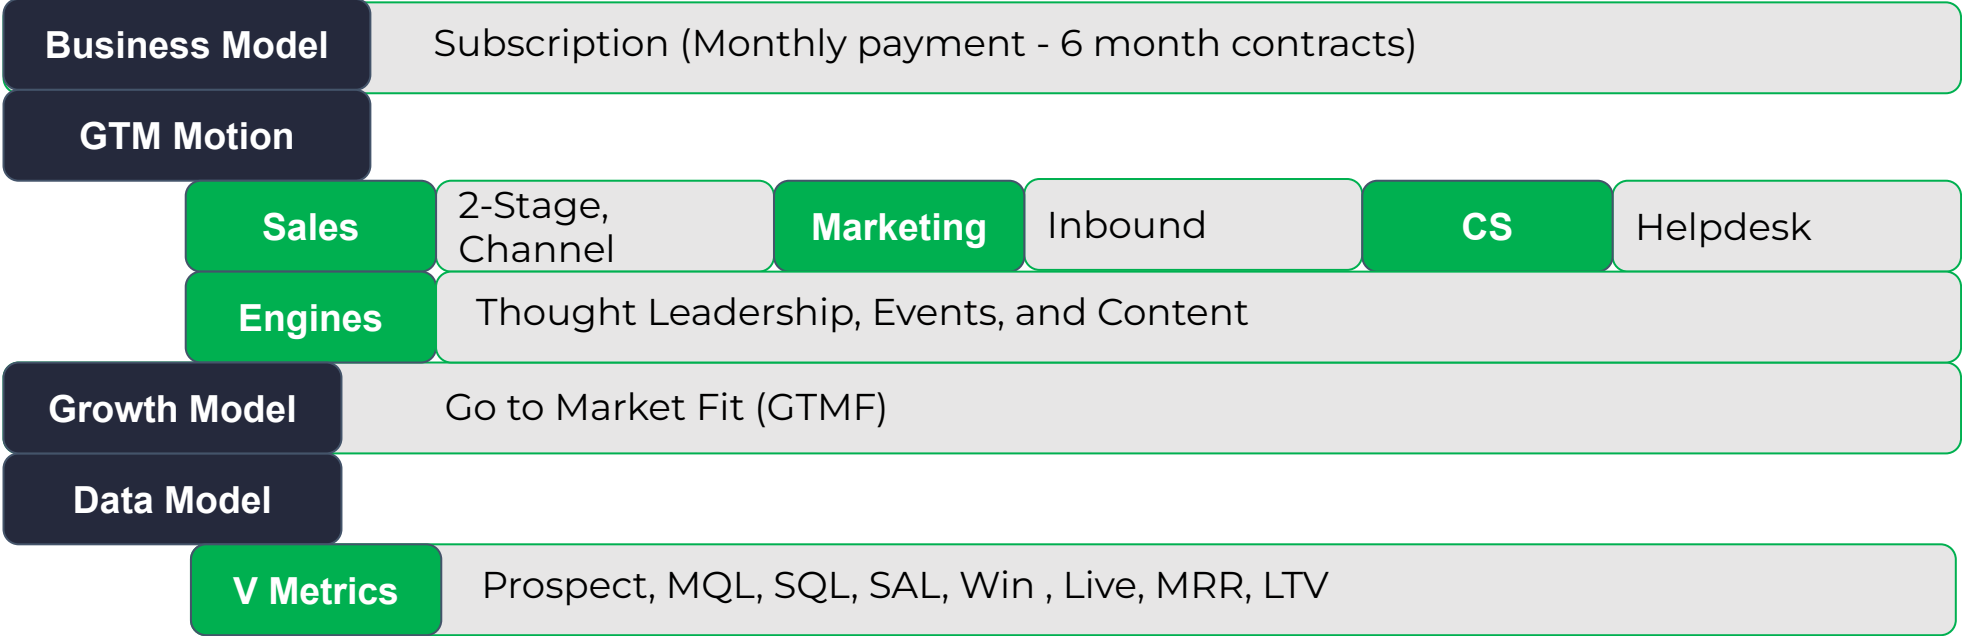 Business Model
Subscription (Monthly payment - 6 month contracts)
GTM Motion
Sales
2-Stage,
Channel
Marketing
Inbound
CS
Helpdesk
Engines
Thought Leadership, Events, and Content
Growth Model
Go to Market Fit (GTMF)
Data Model
V Metrics
Prospect, MQL, SQL, SAL, Win , Live, MRR, LTV